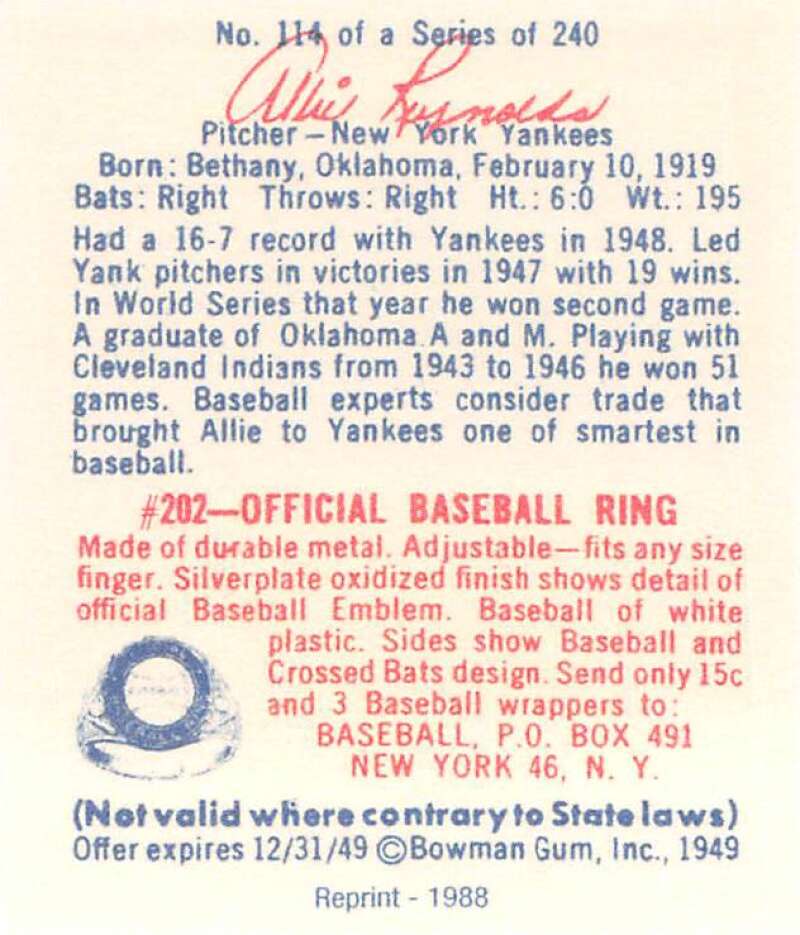 No. 114 of a Series of 240
Allie Reynolds
Pitcher—New York Yankees
Born: Bethany, Oklahoma, February 10, 1919
Bats: Right Throws: Right Ht.: 6:0 Wt.: 195
Had a 16-7 record with Yankees in 1948. Led
Yank pitchers in victories in 1947 with 19 wins.
In World Series that year he won second game.
A graduate of Oklahoma A and M. Playing with
Cleveland Indians from 1943 to 1946 he won 51
games. Baseball experts consider trade that
brought Allie to Yankees one of smartest in
baseball.
#202—OFFICIAL BASEBALL RING
Made of durable metal. Adjustable—fits any size
finger. Silverplate oxidized finish shows detail of
official Baseball Emblem. Baseball of white
plastic. Sides show Baseball and
Crossed Bats design. Send only 15c
and 3 Baseball wrappers to:
BASEBALL, P.O. BOX 491
NEW YORK 46, N. Y.
(Not valid where contrary to State laws)
Offer expires 12/31/49 ©Bowman Gum, Inc., 1949
Reprint - 1988